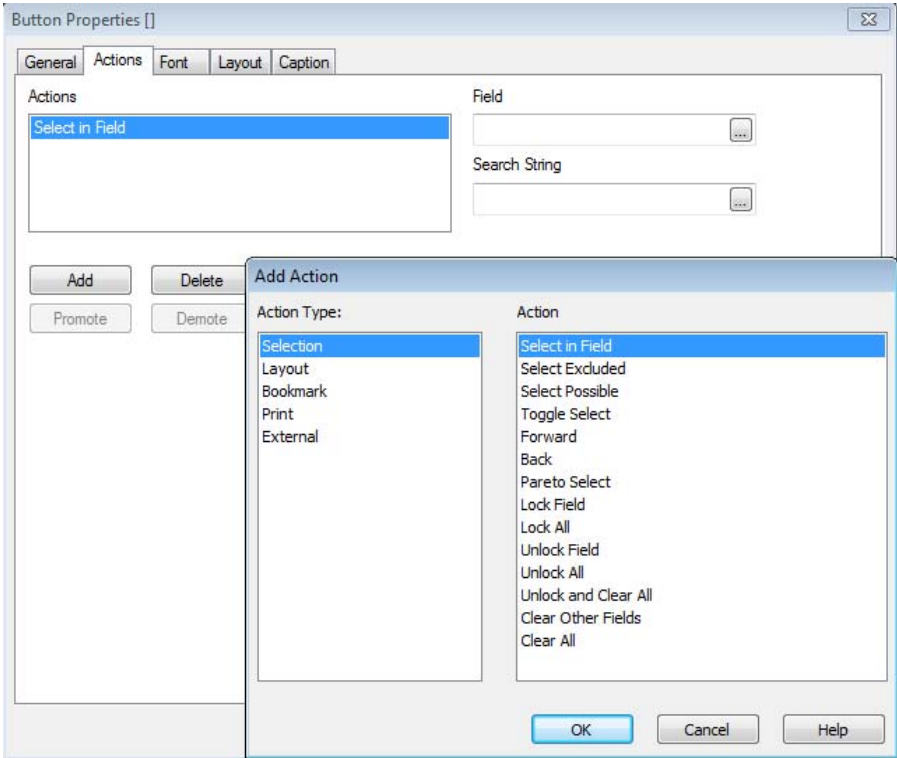 Button Properties []
General Actions Font Layout Caption
Actions
Field
Select in Field
...
Search String
...
Add Delete
Promote Demote
Add Action
Action Type:
Action
Selection
Layout
Bookmark
Print
External
Select in Field
Select Excluded
Select Possible
Toggle Select
Forward
Back
Pareto Select
Lock Field
Lock All
Unlock Field
Unlock All
Unlock and Clear All
Clear Other Fields
Clear All
OK Cancel Help